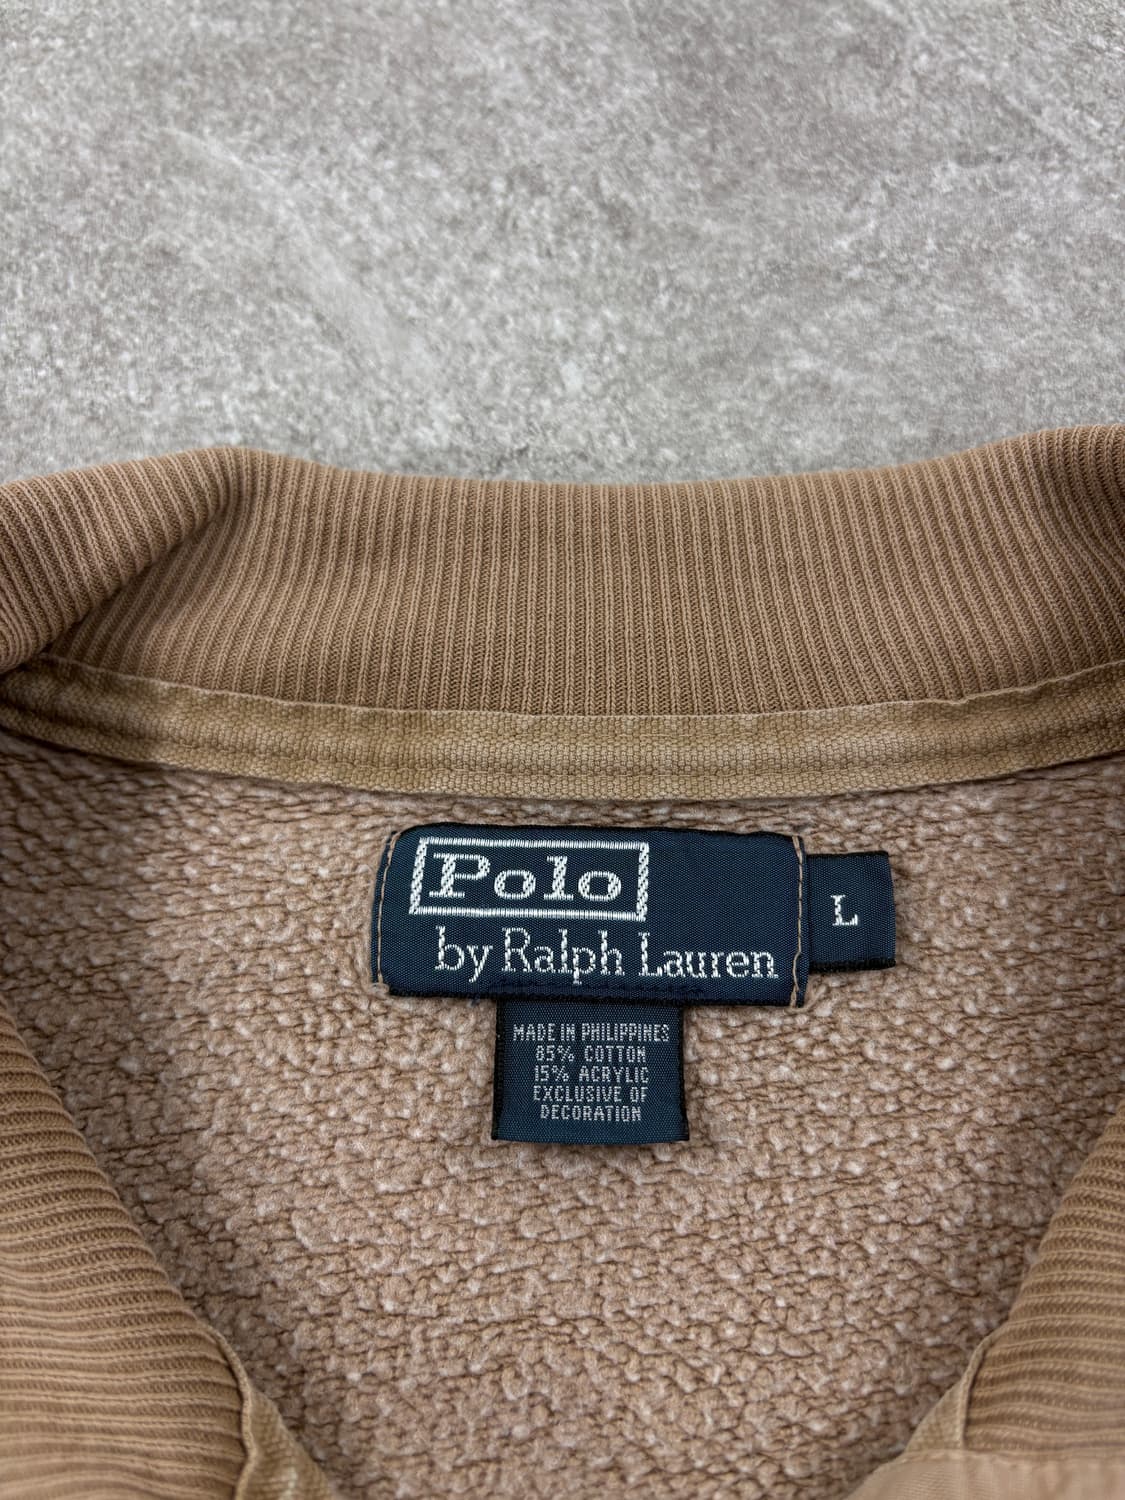 Polo
by Ralph Lauren
L
MADE IN PHILIPPINES
85% COTTON
15% ACRYLIC
EXCLUSIVE OF
DECORATION